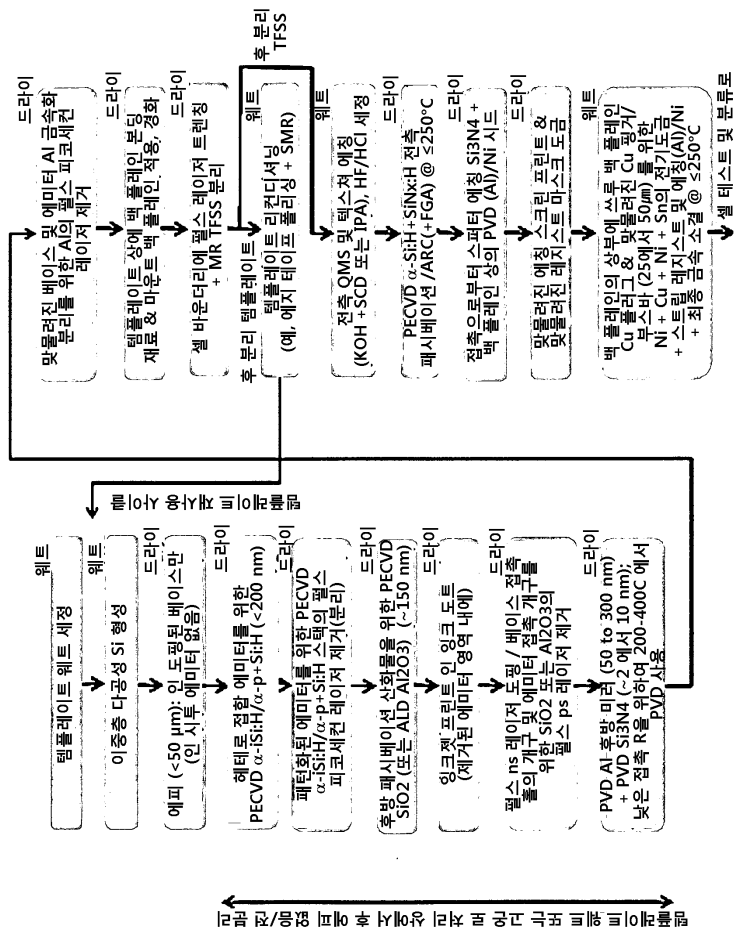 웨트
템플레이트 웨트 세정
웨트
이중층 다공성 Si 형성
드라이
에피 (<50 μm): 인 도핑된 베이스만
(인 시투 에미터 없음)
드라이
헤테로 접합 에미터를 위한
PECVD α-iSi:H/α-p+Si:H (<200 nm)
드라이
패턴화된 에미터를 위한 PECVD
α-iSi:H/α-p+Si:H 스택의 펄스
피코세컨 레이저 제거(분리)
드라이
후방 패시베이션 산화물을 위한 PECVD
SiO2 (또는 ALD Al2O3) (~150 nm)
드라이
잉크젯 프린트 인 잉크 도트
(제거된 에미터 영역 내에)
드라이
펄스 ns 레이저 도핑 / 베이스 접촉
홀의 개구 및 에미터 접촉 개구를
위한 SiO2 또는 Al2O3의
펄스 ps 레이저 제거
드라이
PVD Al 후방 미러 (50 to 300 nm)
+ PVD Si3N4 (~2 에서 10 nm);
낮은 접촉 R을 위하여 200-400C 에서
PVD 사용
템플레이트 웨트 또는 고온 로 처리 상에서 후 에피 없음/전 분리
템플레이트 재사용 사이클
드라이
맞물려진 베이스 및 에미터 Al 금속화
분리를 위한 Al의 펄스 피코세컨
레이저 제거
드라이
템플레이트 상에 백 플레인 본딩
재료 & 마운트 백 플레인 적용, 경화
드라이
셀 바운더리에 펄스 레이저 트렌칭
+ MR TFSS 분리
후 분리 템플레이트
후 분리
TFSS
웨트
템플레이트 리컨디셔닝
(예, 에지 테이프 폴리싱 + SMR)
웨트
전측 QMS 및 텍스쳐 에칭
(KOH +SCD 또는 IPA), HF/HCl 세정
드라이
PECVD α-Si:H+SiNx:H 전측
패시베이션 /ARC(+FGA) @ ≤250°C
드라이
접촉으로부터 스퍼터 에칭 Si3N4 +
백 플레인 상의 PVD (Al)/Ni 시드
드라이
맞물려진 에칭 스크린 프린트 &
맞물려진 레지스트 마스크 도금
웨트
백 플레인의 상부에 쓰루 백 플레인
Cu 플러그 & 맞물려진 Cu 핑거/
부스바 (25에서 50㎛) 를 위한
Ni + Cu + Ni + Sn의 전기도금
+ 스트립 레지스트 및 에칭(Al)/Ni
+ 최종 금속 소결 @ ≤250°C
셀 테스트 및 분류로